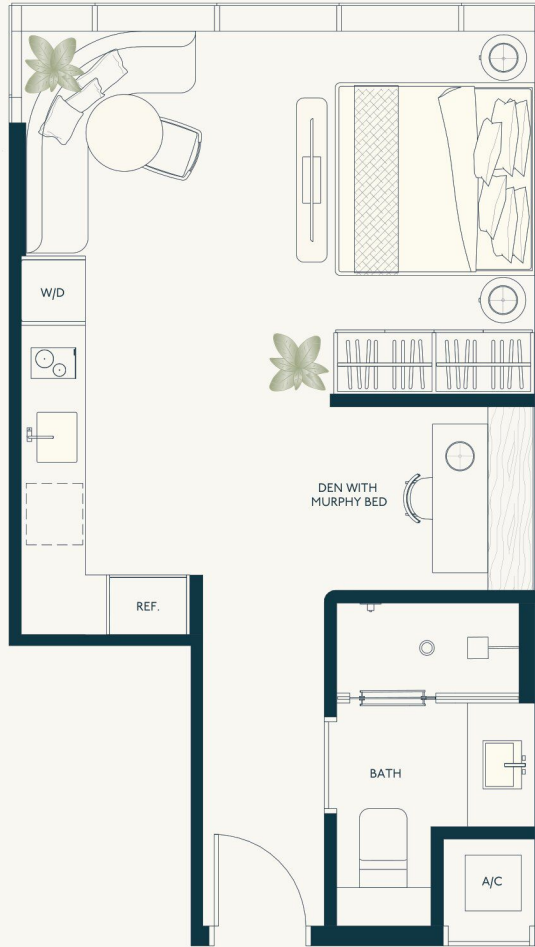 W/D
DEN WITH
MURPHY BED
REF.
BATH
A/C